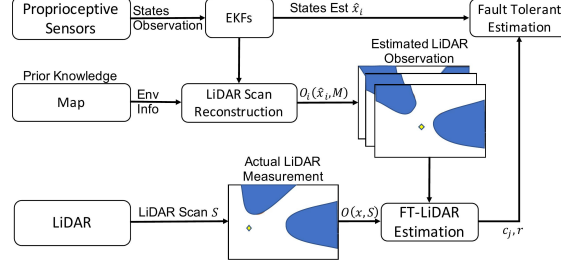 Proprioceptive
Sensors
States
Observation
EKFs
States Est x̂ᵢ
Fault Tolerant
Estimation
Estimated LiDAR
Observation
Prior Knowledge
Map
Env
Info
LiDAR Scan
Reconstruction
Oᵢ(x̂ᵢ, M)
Actual LiDAR
Measurement
LiDAR
LiDAR Scan S
O(x, S)
FT-LiDAR
Estimation
cⱼ, r